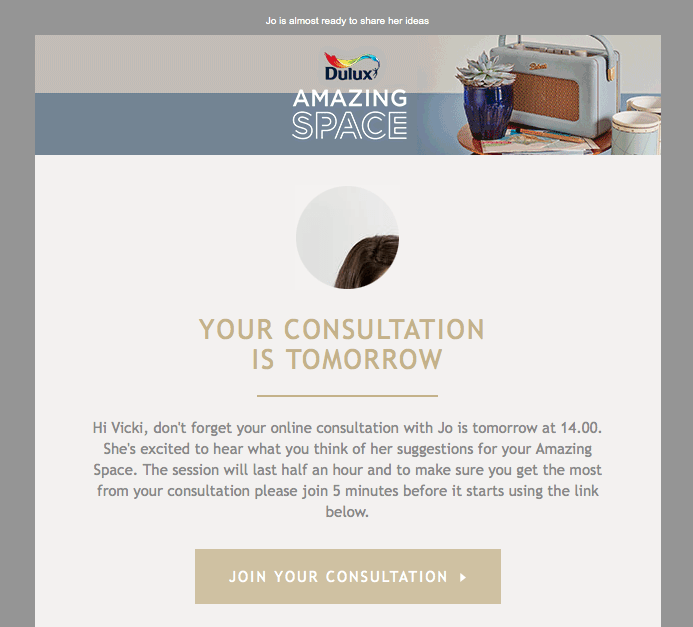 Jo is almost ready to share her ideas
Dulux
AMAZING
SPACE
Roberts
YOUR CONSULTATION
IS TOMORROW
Hi Vicki, don't forget your online consultation with Jo is tomorrow at 14.00.
She's excited to hear what you think of her suggestions for your Amazing
Space. The session will last half an hour and to make sure you get the most
from your consultation please join 5 minutes before it starts using the link
below.
JOIN YOUR CONSULTATION